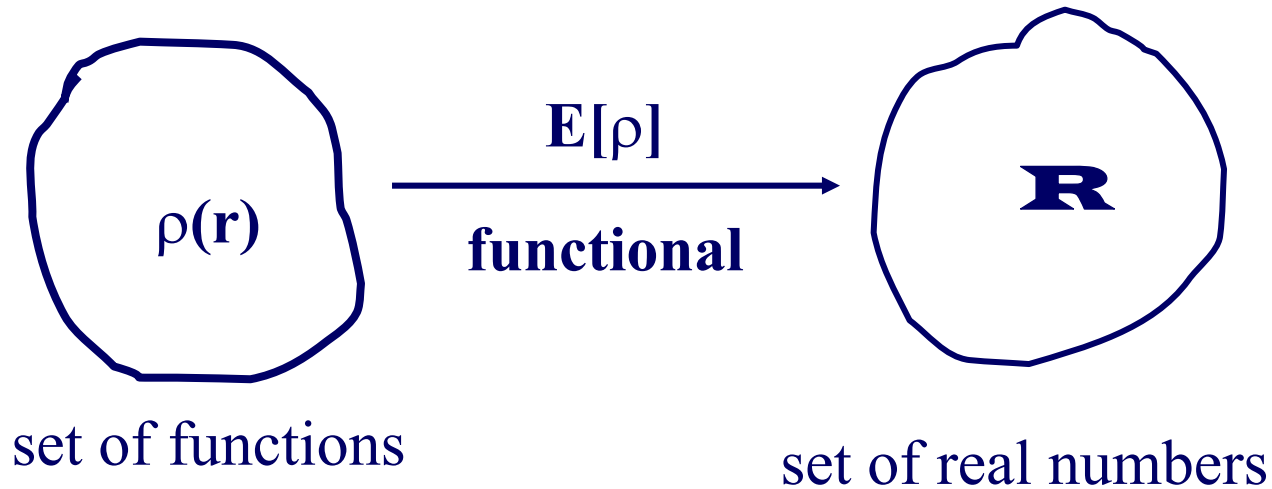 E[ρ]
R
ρ(r)
functional
set of functions
set of real numbers